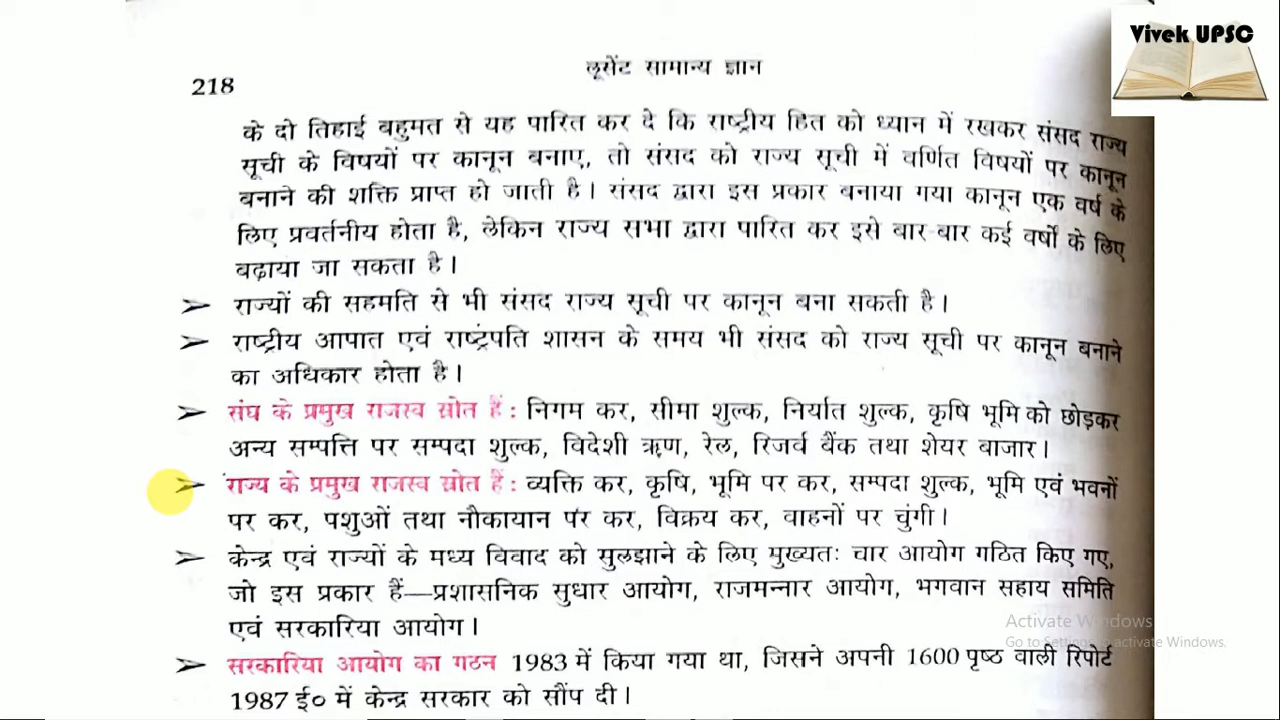 Vivek UPSC
218
लूसेंट सामान्य ज्ञान
के दो तिहाई बहुमत से यह पारित कर दे कि राष्ट्रीय हित को ध्यान में रखकर संसद राज्य
सूची के विषयों पर कानून बनाए, तो संसद को राज्य सूची में वर्णित विषयों पर कानून
बनाने की शक्ति प्राप्त हो जाती है। संसद द्वारा इस प्रकार बनाया गया कानून एक वर्ष के
लिए प्रवर्तनीय होता है, लेकिन राज्य सभा द्वारा पारित कर इसे बार-बार कई वर्षों के लिए
बढ़ाया जा सकता है।
➢ राज्यों की सहमति से भी संसद राज्य सूची पर कानून बना सकती है।
➢ राष्ट्रीय आपात एवं राष्ट्रंपति शासन के समय भी संसद को राज्य सूची पर कानून बनाने
का अधिकार होता है।
➢ संघ के प्रमुख राजस्व स्रोत हैं : निगम कर, सीमा शुल्क, निर्यात शुल्क, कृषि भूमि को छोड़कर
अन्य सम्पत्ति पर सम्पदा शुल्क, विदेशी ऋण, रेल, रिजर्व बैंक तथा शेयर बाजार।
➢ राज्य के प्रमुख राजस्व स्रोत हैं : व्यक्ति कर, कृषि, भूमि पर कर, सम्पदा शुल्क, भूमि एवं भवनों
पर कर, पशुओं तथा नौकायान पर कर, विक्रय कर, वाहनों पर चुंगी।
➢ केन्द्र एवं राज्यों के मध्य विवाद को सुलझाने के लिए मुख्यतः चार आयोग गठित किए गए,
जो इस प्रकार हैं—प्रशासनिक सुधार आयोग, राजमन्नार आयोग, भगवान सहाय समिति
एवं सरकारिया आयोग।
Activate Windows
Go to Settings to activate Windows.
➢ सरकारिया आयोग का गठन 1983 में किया गया था, जिसने अपनी 1600 पृष्ठ वाली रिपोर्ट
1987 ई० में केन्द्र सरकार को सौंप दी।